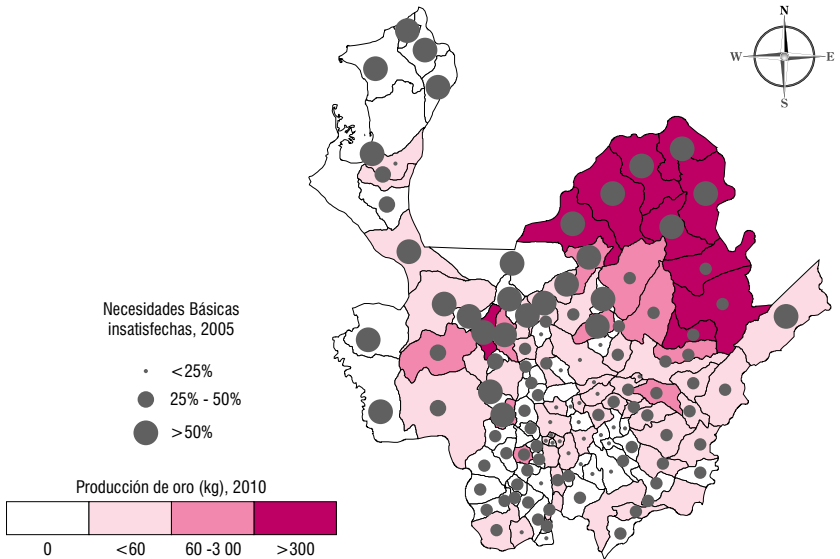 N
W E
S
Necesidades Básicas
insatisfechas, 2005
<25%
25% - 50%
>50%
Producción de oro (kg), 2010
0 <60 60 -3 00 >300